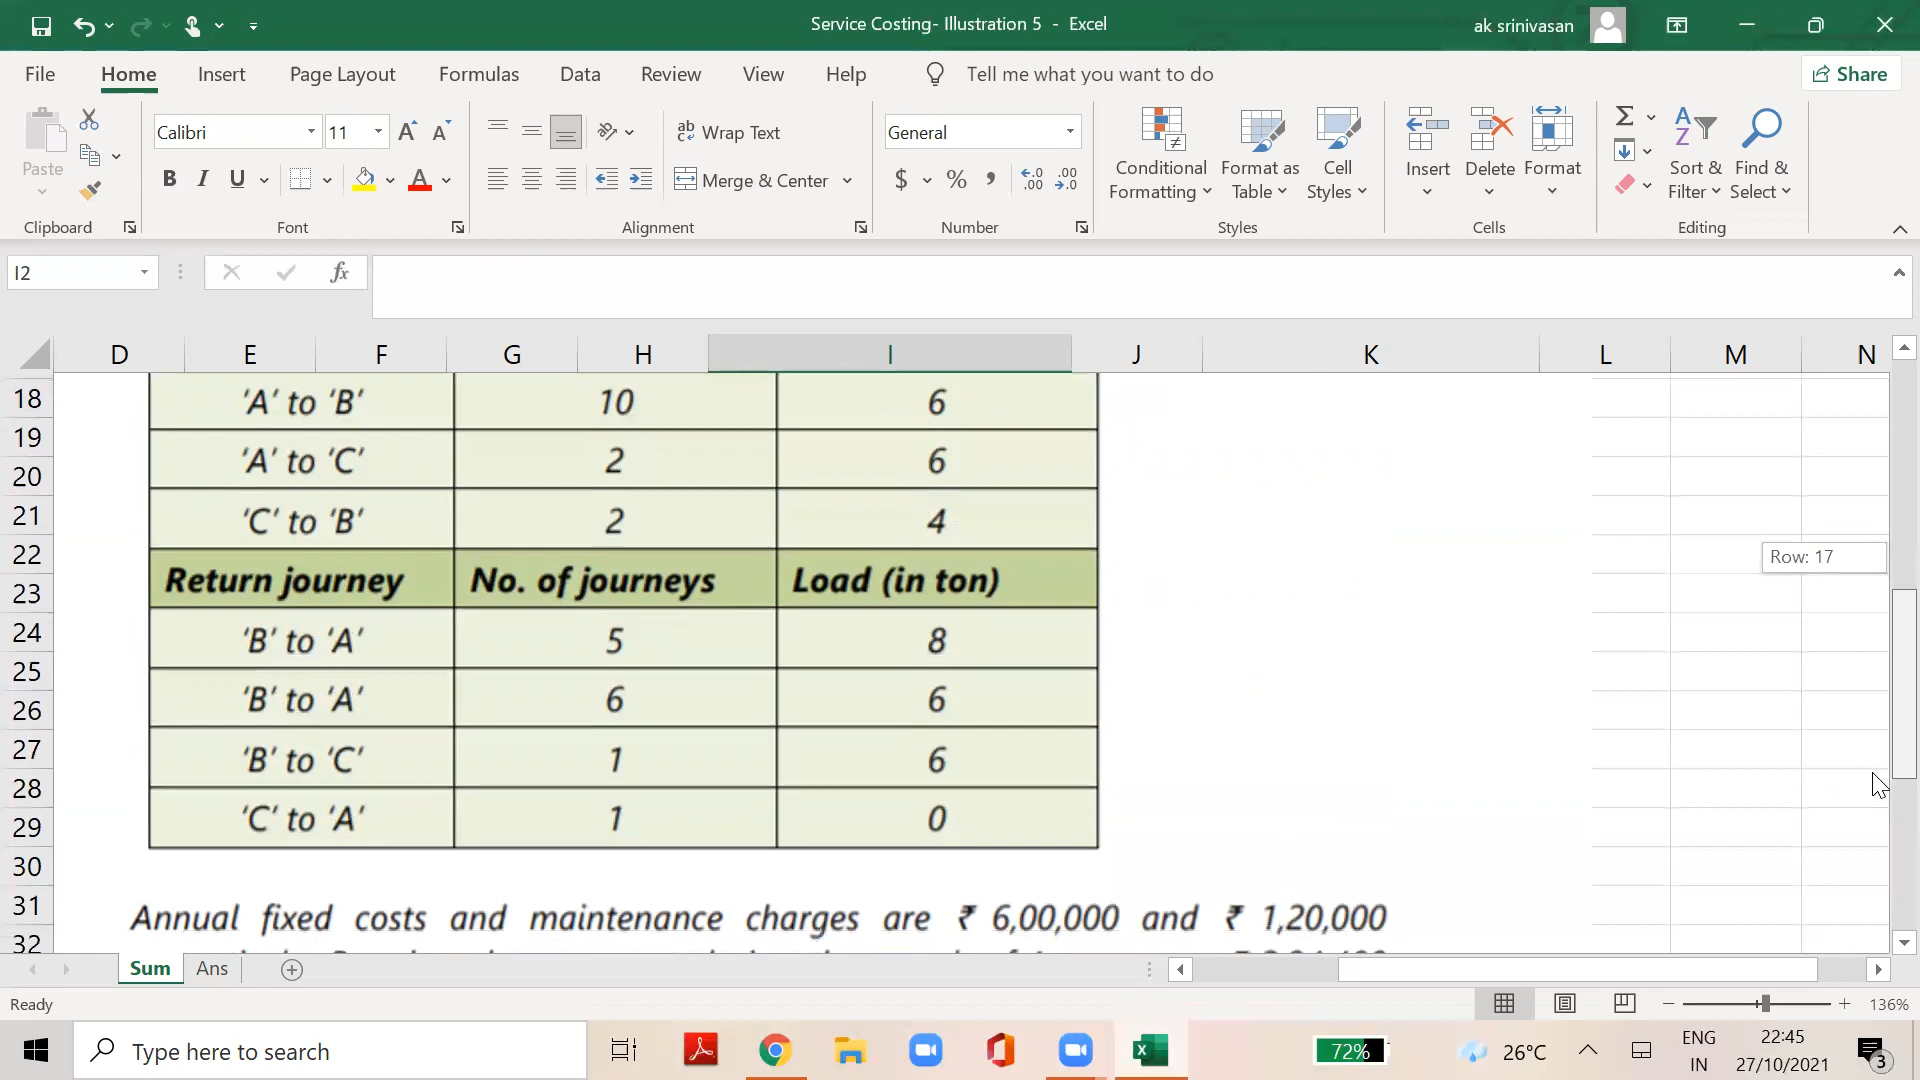 Service Costing- Illustration 5 - Excel
ak srinivasan
File Home Insert Page Layout Formulas Data Review View Help Tell me what you want to do Share
Paste
Clipboard
Calibri 11
B I U
Font
ab Wrap Text
Merge & Center
Alignment
General
$ % , .00 .0
Number
Conditional Formatting
Format as Table
Cell Styles
Styles
Insert Delete Format
Cells
Sort & Filter
Find & Select
Editing
I2 fx
D E F G H I J K L M N
18 'A' to 'B' 10 6
19
20 'A' to 'C' 2 6
21 'C' to 'B' 2 4
22
23 Return journey No. of journeys Load (in ton)
24 'B' to 'A' 5 8
25
26 'B' to 'A' 6 6
27 'B' to 'C' 1 6
28
29 'C' to 'A' 1 0
30
31 Annual fixed costs and maintenance charges are ₹ 6,00,000 and ₹ 1,20,000
32
Row: 17
Sum Ans
Ready
136%
Type here to search
72%
26°C
ENG
IN
22:45
27/10/2021
3